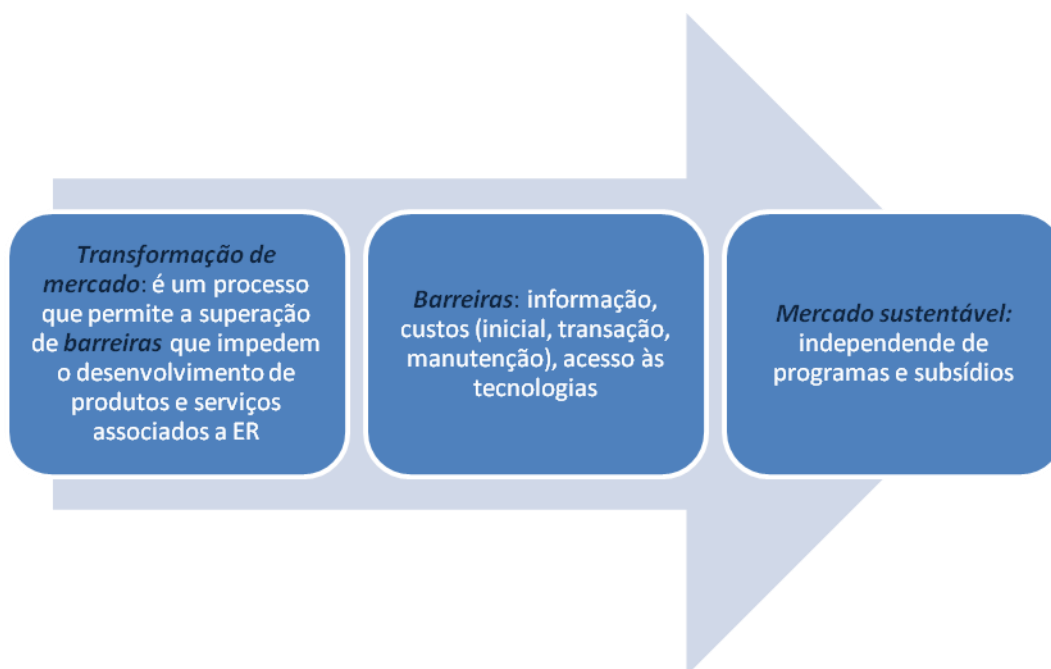 Transformação de
mercado: é um processo
que permite a superação
de barreiras que impedem
o desenvolvimento de
produtos e serviços
associados a ER
Barreiras: informação,
custos (inicial, transação,
manutenção), acesso às
tecnologias
Mercado sustentável:
independende de
programas e subsídios